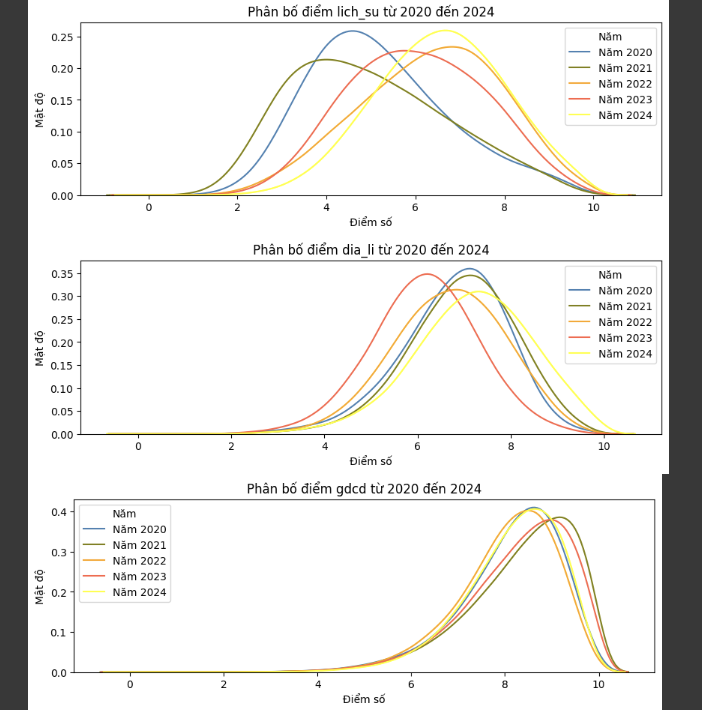 Phân bố điểm lich_su từ 2020 đến 2024
0.25
0.20
0.15
0.10
0.05
0.00
Mật độ
Năm
Năm 2020
Năm 2021
Năm 2022
Năm 2023
Năm 2024
0 2 4 6 8 10
Điểm số
Phân bố điểm dia_li từ 2020 đến 2024
0.35
0.30
0.25
0.20
0.15
0.10
0.05
0.00
Mật độ
Năm
Năm 2020
Năm 2021
Năm 2022
Năm 2023
Năm 2024
0 2 4 6 8 10
Điểm số
Phân bố điểm gdcd từ 2020 đến 2024
0.4
0.3
0.2
0.1
0.0
Mật độ
Năm
Năm 2020
Năm 2021
Năm 2022
Năm 2023
Năm 2024
0 2 4 6 8 10
Điểm số